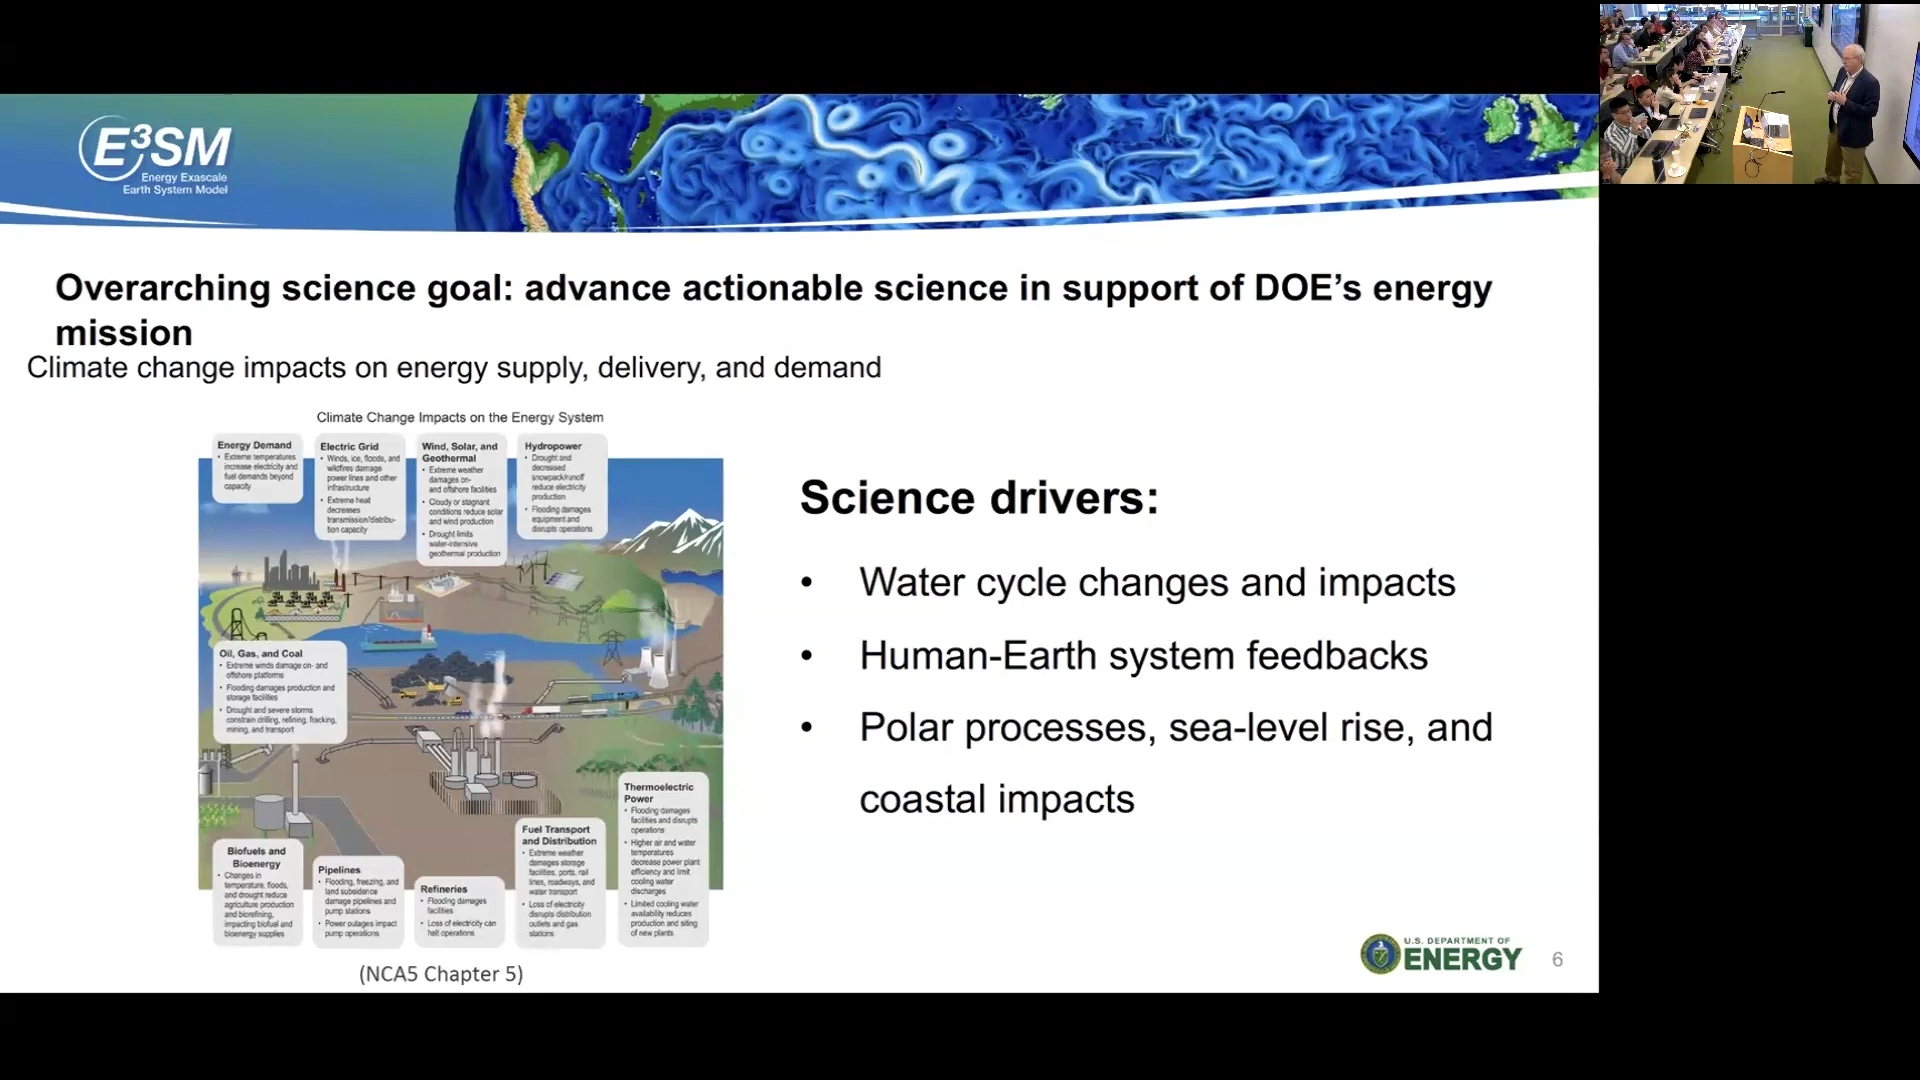 E³SM
Energy Exascale
Earth System Model
Overarching science goal: advance actionable science in support of DOE’s energy
mission
Climate change impacts on energy supply, delivery, and demand
Climate Change Impacts on the Energy System
Energy Demand
• Extreme temperatures
increase electricity and
fuel demands beyond
capacity
Electric Grid
• Winds, ice, floods, and
wildfires damage
power lines and other
infrastructure
• Extreme heat
decreases
transmission/distribu-
tion capacity
Wind, Solar, and
Geothermal
• Extreme weather
damages on-
and offshore facilities
• Cloudy or stagnant
conditions reduce solar
and wind production
• Drought limits
water-intensive
geothermal production
Hydropower
• Drought and
decreased
snowpack/runoff
reduce electricity
production
• Flooding damages
equipment and
disrupts operations
Oil, Gas, and Coal
• Extreme winds damage on- and
offshore platforms
• Flooding damages production and
storage facilities
• Drought and severe storms
constrain drilling, refining, fracking,
mining, and transport
Biofuels and
Bioenergy
• Changes in
temperature, floods,
and drought reduce
agriculture production
and biorefining,
impacting biofuel and
bioenergy supplies
Pipelines
• Flooding, freezing, and
land subsidence
damage pipelines and
pump stations
• Power outages impact
pump operations
Refineries
• Flooding damages
facilities
• Loss of electricity can
halt operations
Fuel Transport
and Distribution
• Extreme weather
damages storage
facilities, ports, rail
lines, roadways, and
water transport
• Loss of electricity
disrupts distribution
outlets and gas
stations
Thermoelectric
Power
• Flooding damages
facilities and disrupts
operations
• Higher air and water
temperatures
decrease power plant
efficiency and limit
cooling water
discharges
• Limited cooling water
availability reduces
production and siting
of new plants
(NCA5 Chapter 5)
Science drivers:
• Water cycle changes and impacts
• Human-Earth system feedbacks
• Polar processes, sea-level rise, and
coastal impacts
U.S. DEPARTMENT OF
ENERGY
6